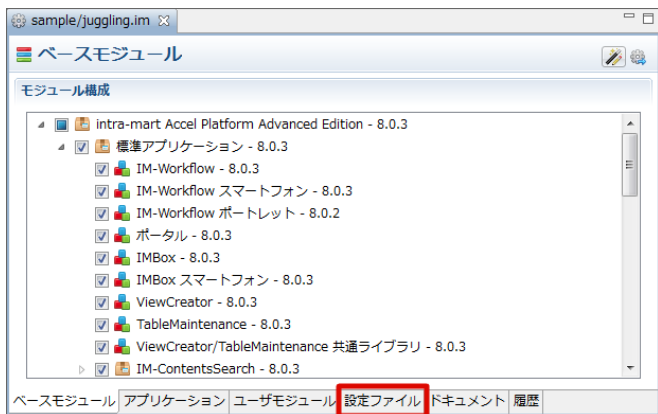 sample/juggling.im
ベースモジュール
モジュール構成
intra-mart Accel Platform Advanced Edition - 8.0.3
標準アプリケーション - 8.0.3
IM-Workflow - 8.0.3
IM-Workflow スマートフォン - 8.0.3
IM-Workflow ポートレット - 8.0.2
ポータル - 8.0.3
IMBox - 8.0.3
IMBox スマートフォン - 8.0.3
ViewCreator - 8.0.3
TableMaintenance - 8.0.3
ViewCreator/TableMaintenance 共通ライブラリ - 8.0.3
IM-ContentsSearch - 8.0.3
ベースモジュール アプリケーション ユーザモジュール 設定ファイル ドキュメント 履歴